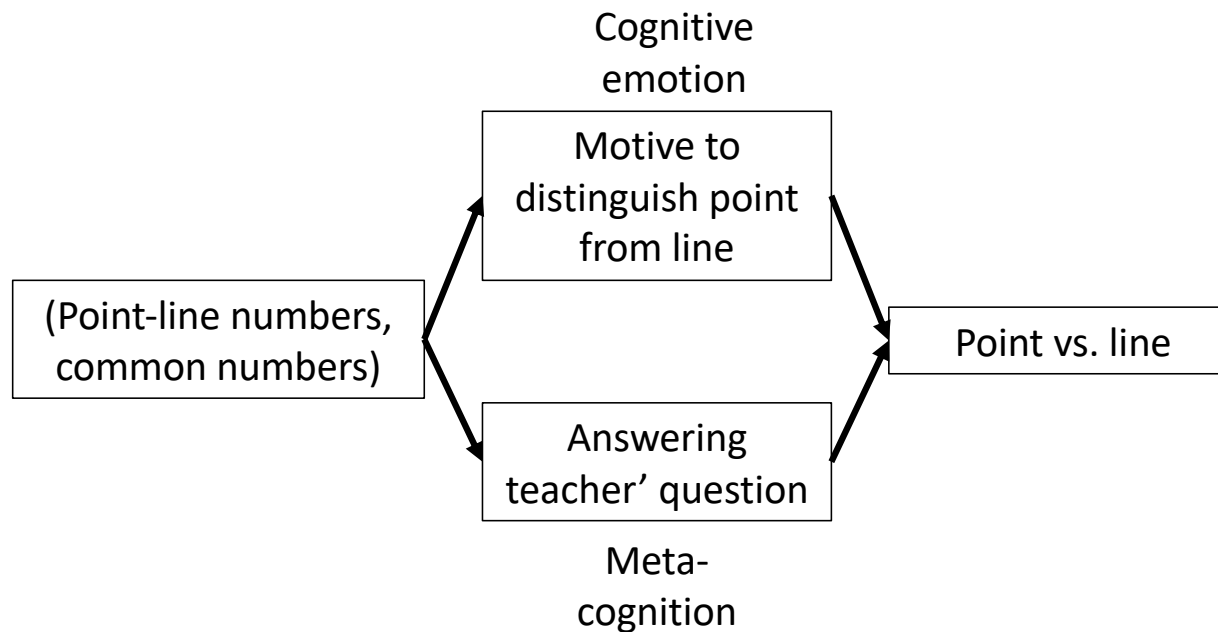 Cognitive
emotion
Motive to
distinguish point
from line
(Point-line numbers,
common numbers)
Point vs. line
Answering
teacher’ question
Meta-
cognition